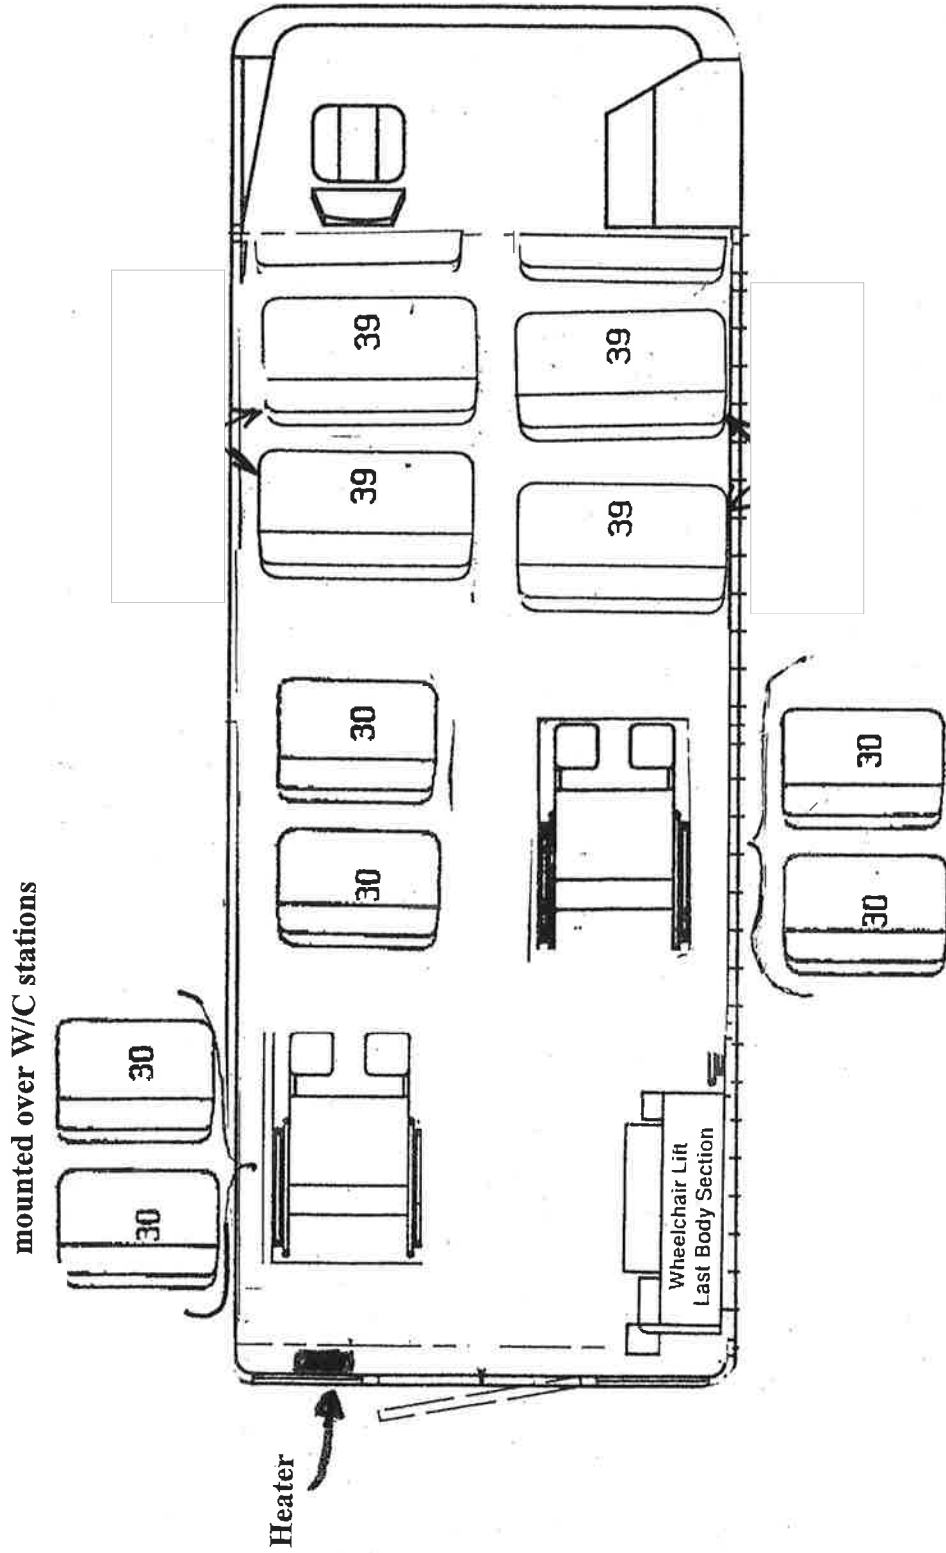 mounted over W/C stations
30 30
Heater
30 30 39 39
39 39
Wheelchair Lift
Last Body Section
30 30